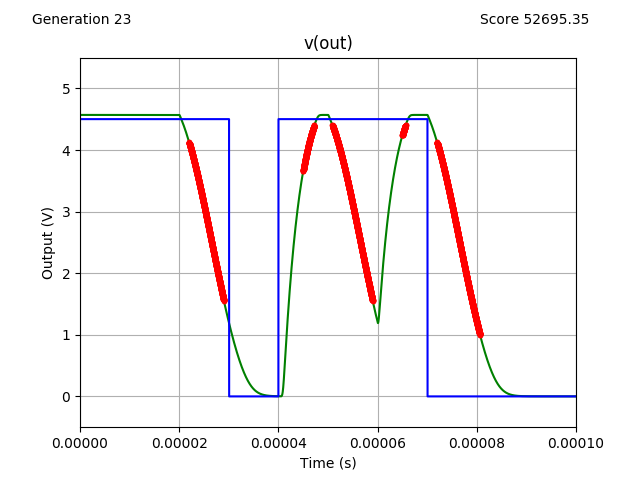 Generation 23
Score 52695.35
v(out)
Output (V)
5
4
3
2
1
0
0.00000
0.00002
0.00004
0.00006
0.00008
0.00010
Time (s)